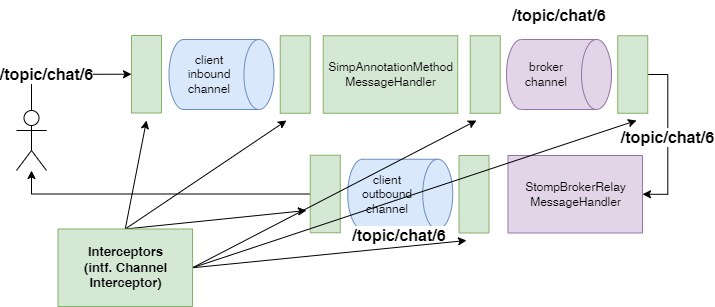 /topic/chat/6
/topic/chat/6
client
inbound
channel
SimpAnnotationMethod
MessageHandler
broker
channel
/topic/chat/6
client
outbound
channel
/topic/chat/6
StompBrokerRelay
MessageHandler
Interceptors
(intf. Channel
Interceptor)